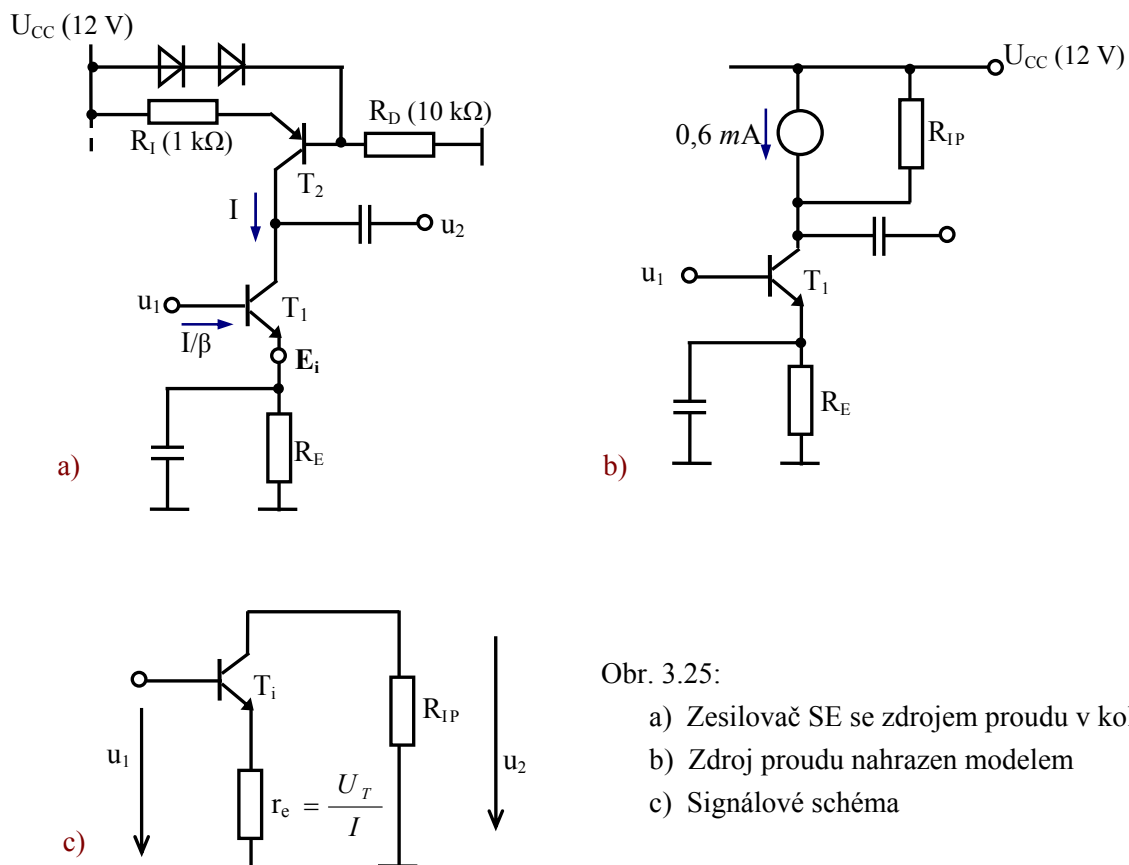 U_CC (12 V)
R_I (1 kΩ)
R_D (10 kΩ)
T_2
I
u_2
u_1
T_1
I/β
E_i
R_E
a)
U_CC (12 V)
0,6 mA
R_IP
u_1
T_1
R_E
b)
T_i
R_IP
u_1
r_e = U_T / I
u_2
c)
Obr. 3.25:
a) Zesilovač SE se zdrojem proudu v
b) Zdroj proudu nahrazen modelem
c) Signálové schéma